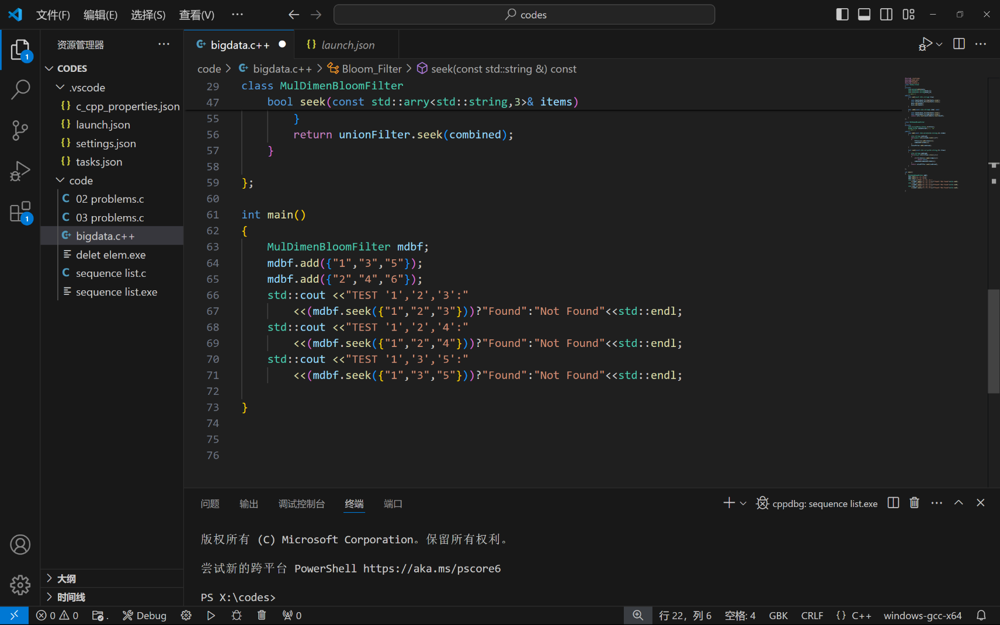 文件(F) 编辑(E) 选择(S) 查看(V) ··· codes
资源管理器 ···
CODES
.vscode
{} c_cpp_properties.json
{} launch.json
{} settings.json
{} tasks.json
code
C 02 problems.c
C 03 problems.c
bigdata.c++
delet elem.exe
C sequence list.c
sequence list.exe
大纲
时间线
1
1
bigdata.c++ ● {} launch.json
code > bigdata.c++ > Bloom_Filter > seek(const std::string &) const
29 class MulDimenBloomFilter
47 bool seek(const std::arry<std::string,3>& items)
55 }
56 return unionFilter.seek(combined);
57 }
58
59 };
60
61 int main()
62 {
63 MulDimenBloomFilter mdbf;
64 mdbf.add({"1","3","5"});
65 mdbf.add({"2","4","6"});
66 std::cout <<"TEST '1','2','3':"
67 <<(mdbf.seek({"1","2","3"}))?"Found":"Not Found"<<std::endl;
68 std::cout <<"TEST '1','2','4':"
69 <<(mdbf.seek({"1","2","4"}))?"Found":"Not Found"<<std::endl;
70 std::cout <<"TEST '1','3','5':"
71 <<(mdbf.seek({"1","3","5"}))?"Found":"Not Found"<<std::endl;
72
73 }
74
75
76
问题 输出 调试控制台 终端 端口 cppdbg: sequence list.exe
版权所有 (C) Microsoft Corporation。保留所有权利。
尝试新的跨平台 PowerShell https://aka.ms/pscore6
PS X:\codes>
0 0 . Debug 0 行 22，列 6 空格: 4 GBK CRLF {} C++ windows-gcc-x64